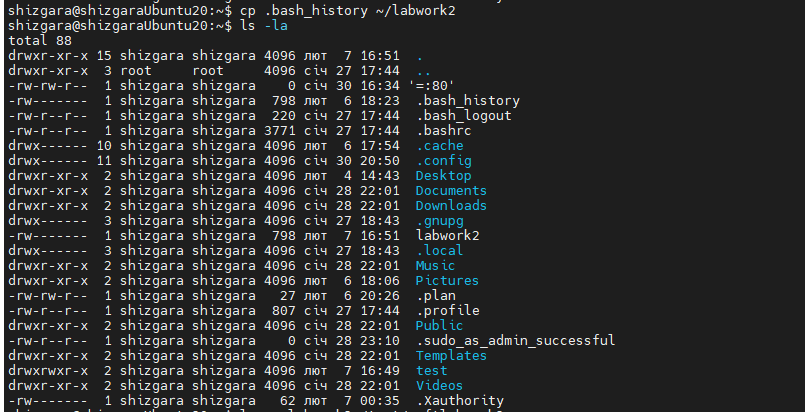 shizgara@shizgaraUbuntu20:~$ cp .bash_history ~/labwork2
shizgara@shizgaraUbuntu20:~$ ls -la
total 88
drwxr-xr-x 15 shizgara shizgara 4096 лют  7 16:51  .
drwxr-xr-x  3 root     root     4096 січ 27 17:44  ..
-rw-rw-r--  1 shizgara shizgara    0 січ 30 16:34 '=:80'
-rw-------  1 shizgara shizgara  798 лют  6 18:23  .bash_history
-rw-r--r--  1 shizgara shizgara  220 січ 27 17:44  .bash_logout
-rw-r--r--  1 shizgara shizgara 3771 січ 27 17:44  .bashrc
drwx------ 10 shizgara shizgara 4096 лют  6 17:54  .cache
drwx------ 11 shizgara shizgara 4096 січ 30 20:50  .config
drwxr-xr-x  2 shizgara shizgara 4096 лют  4 14:43  Desktop
drwxr-xr-x  2 shizgara shizgara 4096 січ 28 22:01  Documents
drwxr-xr-x  2 shizgara shizgara 4096 січ 28 22:01  Downloads
drwx------  3 shizgara shizgara 4096 січ 27 18:43  .gnupg
-rw-------  1 shizgara shizgara  798 лют  7 16:51  labwork2
drwx------  3 shizgara shizgara 4096 січ 27 18:43  .local
drwxr-xr-x  2 shizgara shizgara 4096 січ 28 22:01  Music
drwxr-xr-x  2 shizgara shizgara 4096 лют  6 18:06  Pictures
-rw-rw-r--  1 shizgara shizgara   27 лют  6 20:26  .plan
-rw-r--r--  1 shizgara shizgara  807 січ 27 17:44  .profile
drwxr-xr-x  2 shizgara shizgara 4096 січ 28 22:01  Public
-rw-r--r--  1 shizgara shizgara    0 січ 28 23:10  .sudo_as_admin_successful
drwxr-xr-x  2 shizgara shizgara 4096 січ 28 22:01  Templates
drwxrwxr-x  2 shizgara shizgara 4096 лют  7 16:49  test
drwxr-xr-x  2 shizgara shizgara 4096 січ 28 22:01  Videos
-rw-------  1 shizgara shizgara   62 лют  7 00:35  .Xauthority